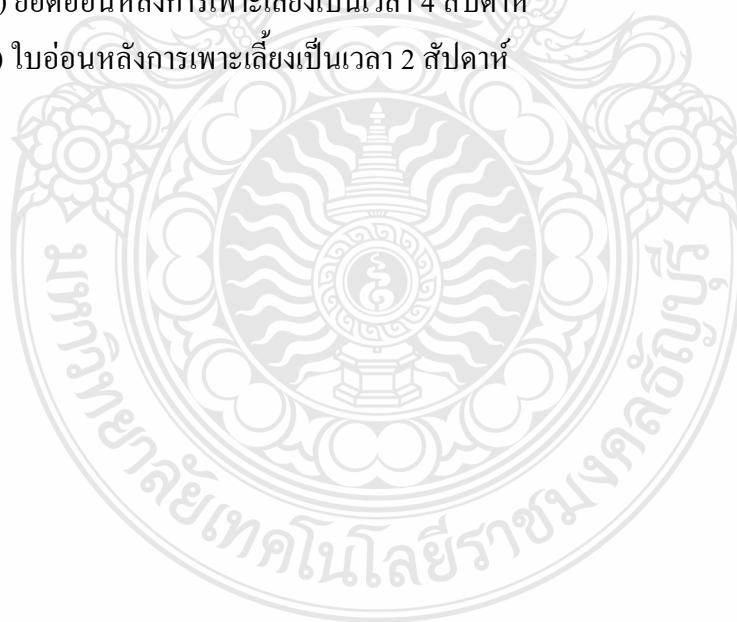 ) ยอดอ่อนหลังการเพาะเลี้ยงเป็นเวลา 4 สัปดาห์
) ใบอ่อนหลังการเพาะเลี้ยงเป็นเวลา 2 สัปดาห์
มหาวิทยาลัยเทคโนโลยีราชมงคลธัญบุรี